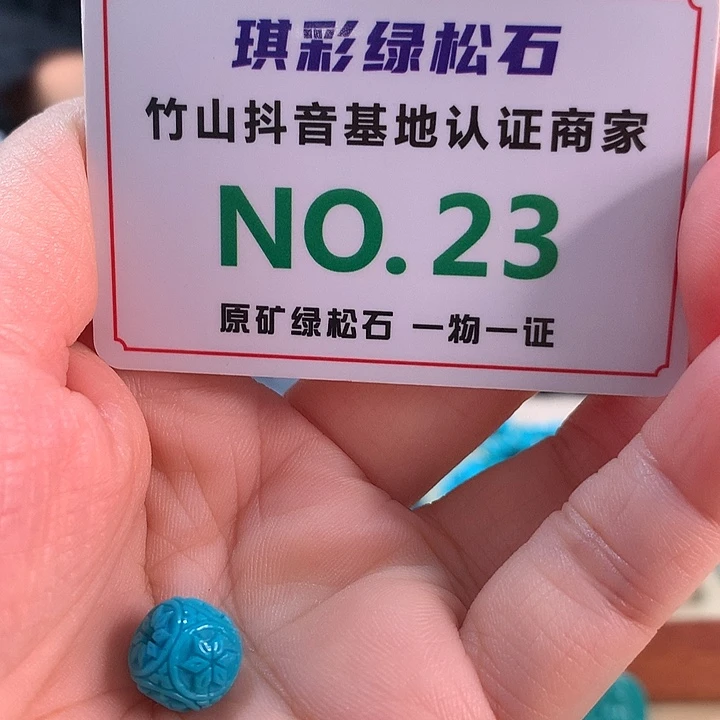 琪彩绿松石
竹山抖音基地认证商家
NO.23
原矿绿松石 一物一证